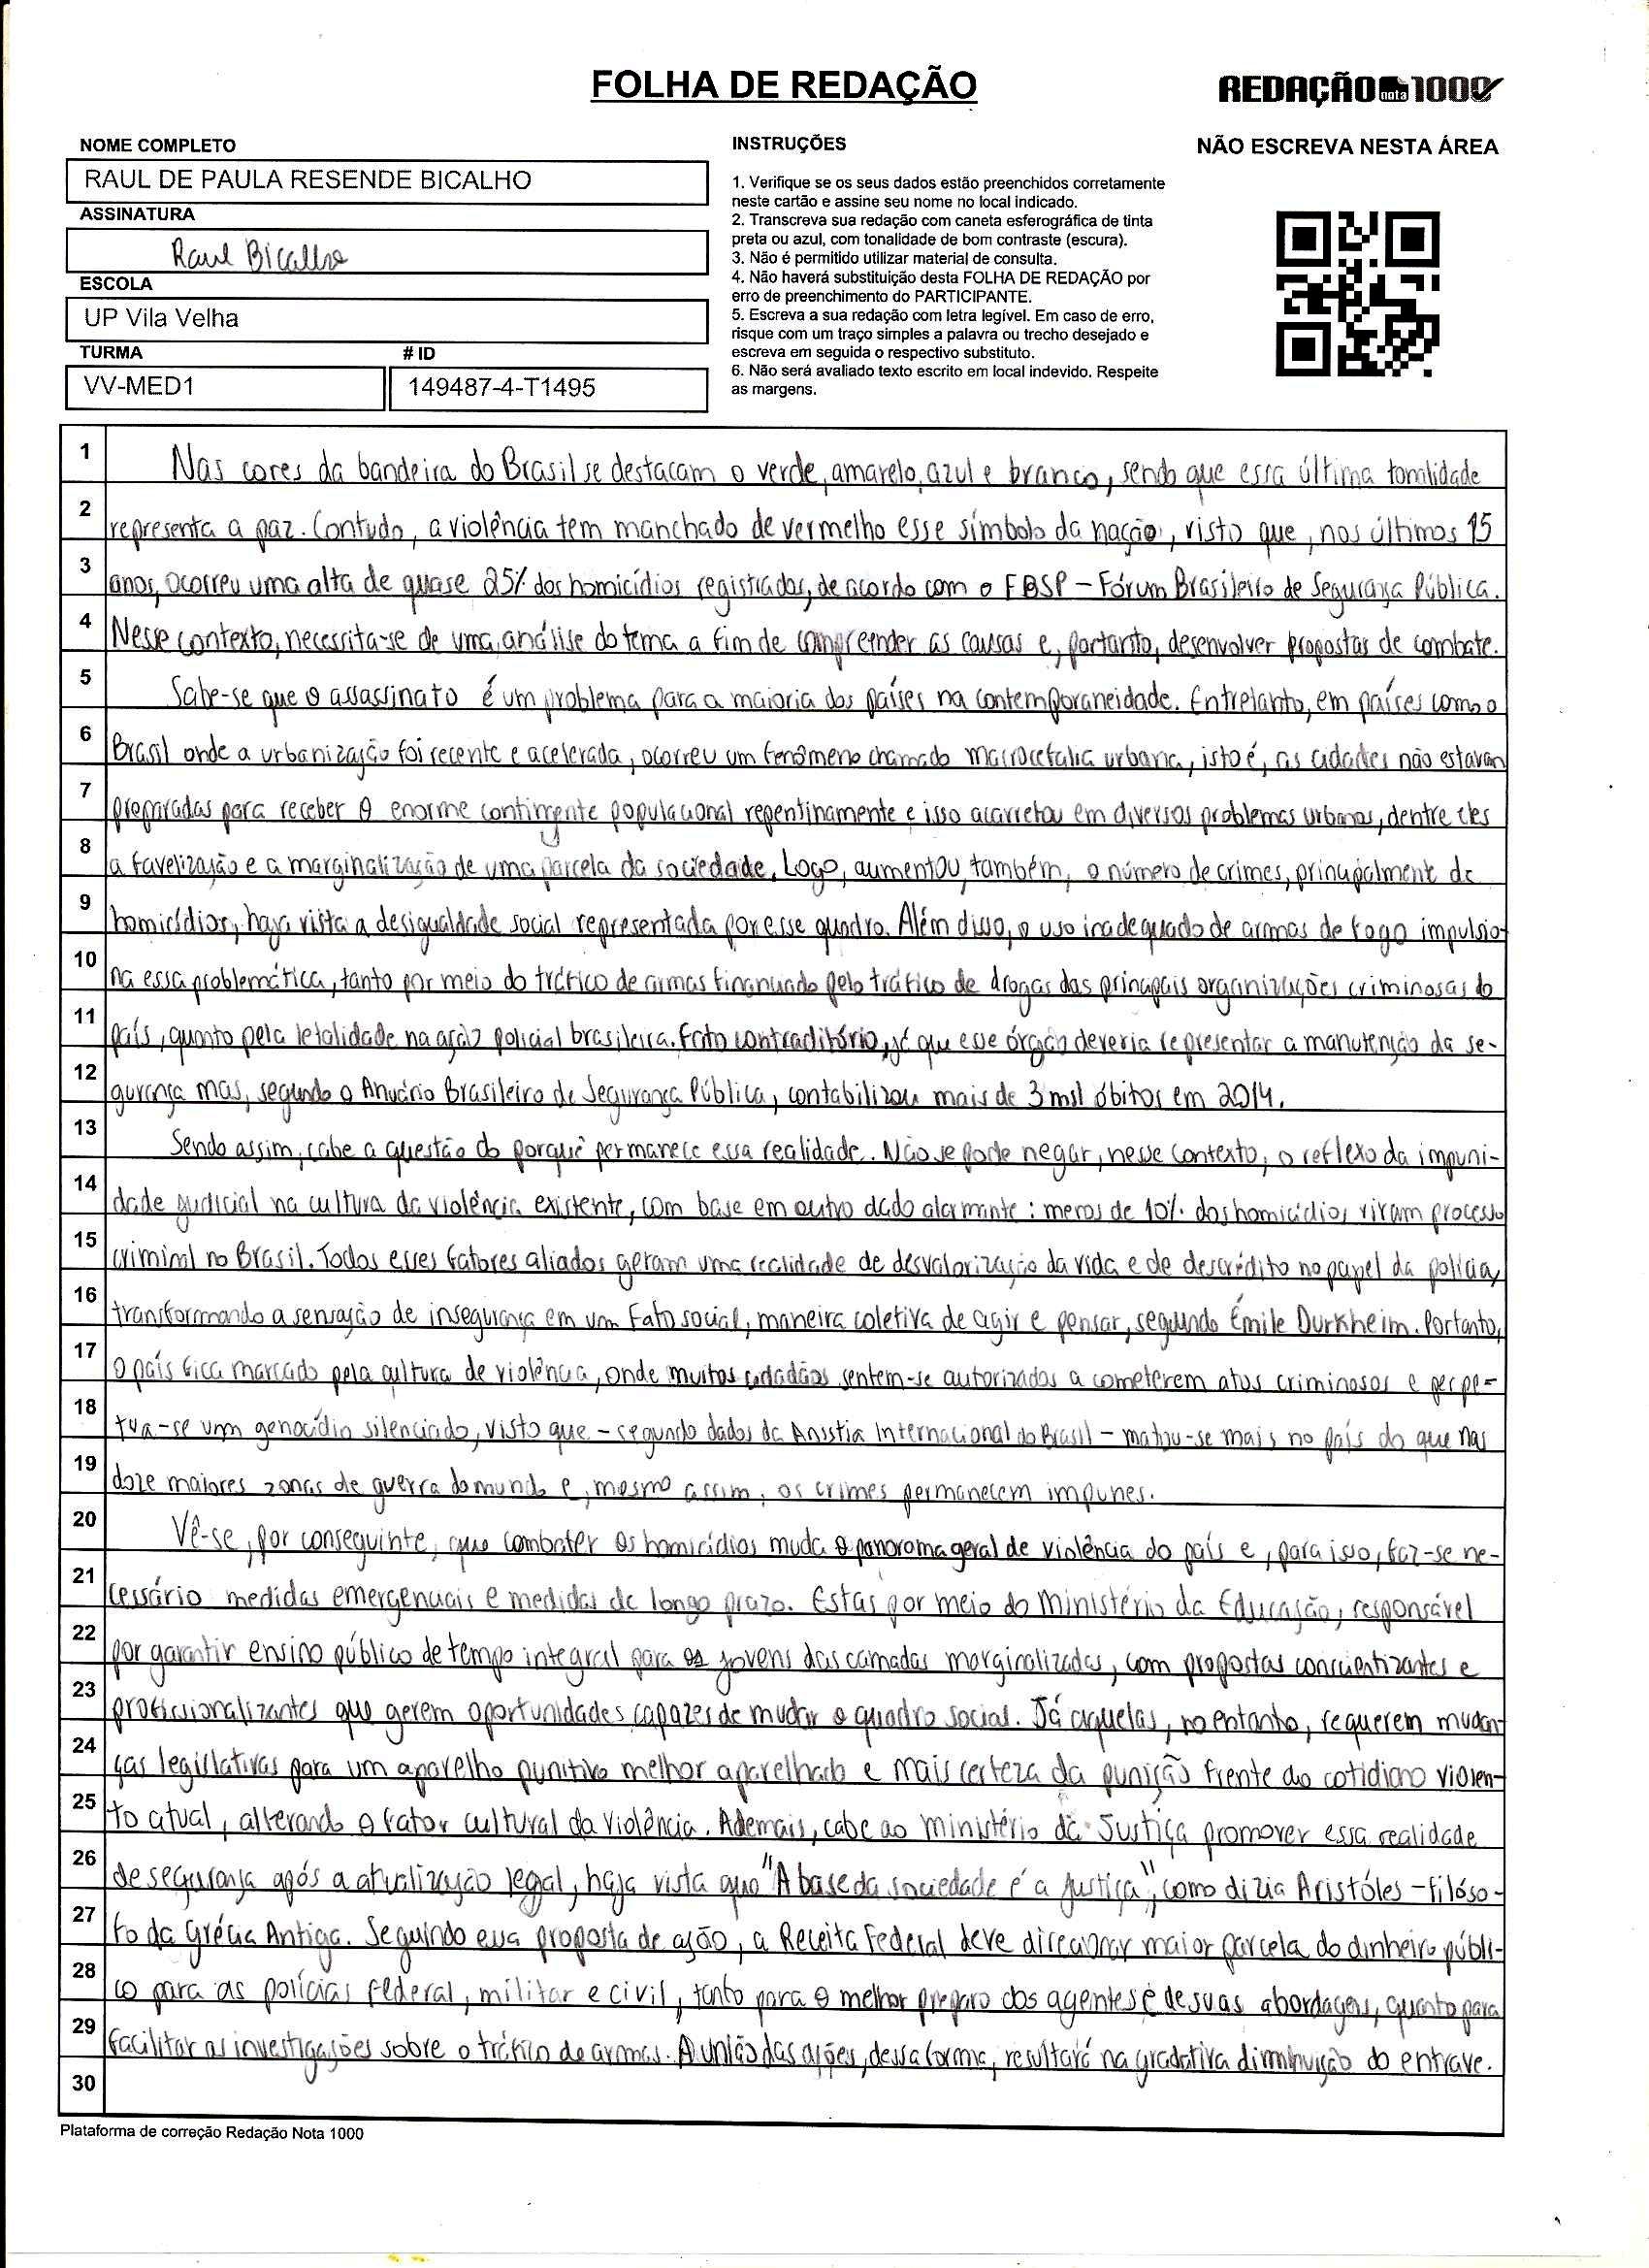 FOLHA DE REDAÇÃO
REDAÇÃO nota 1000
NOME COMPLETO
RAUL DE PAULA RESENDE BICALHO
ASSINATURA
Raul Bicalho
ESCOLA
UP Vila Velha
TURMA
# ID
VV-MED1
149487-4-T1495
INSTRUÇÕES
1. Verifique se os seus dados estão preenchidos corretamente
neste cartão e assine seu nome no local indicado.
2. Transcreva sua redação com caneta esferográfica de tinta
preta ou azul, com tonalidade de bom contraste (escura).
3. Não é permitido utilizar material de consulta.
4. Não haverá substituição desta FOLHA DE REDAÇÃO por
erro de preenchimento do PARTICIPANTE.
5. Escreva a sua redação com letra legível. Em caso de erro,
risque com um traço simples a palavra ou trecho desejado e
escreva em seguida o respectivo substituto.
6. Não será avaliado texto escrito em local indevido. Respeite
as margens.
NÃO ESCREVA NESTA ÁREA
1 Nas cores da bandeira do Brasil se destacam o verde, amarelo, azul e branco, sendo que essa última tonalidade
2 representa a paz. Contudo, a violência tem manchado de vermelho esse símbolo da nação, visto que, nos últimos 15
3 anos, ocorreu uma alta de quase 25% dos homicídios registrados, de acordo com o FBSP - Fórum Brasileiro de Segurança Pública.
4 Nesse contexto, necessita-se de uma análise do tema a fim de compreender as causas e, portanto, desenvolver propostas de combate.
5 Sabe-se que o assassinato é um problema para a maioria dos países na contemporaneidade. Entretanto, em países como o
6 Brasil onde a urbanização foi recente e acelerada, ocorreu um fenômeno chamado macrocefalia urbana, isto é, as cidades não estavam
7 preparadas para receber o enorme contingente populacional repentinamente e isso acarretou em diversos problemas urbanos, dentre eles
8 a favelização e a marginalização de uma parcela da sociedade. Logo, aumentou, também, o número de crimes, principalmente de
9 homicídios, haja vista a desigualdade social representada por esse quadro. Além disso, o uso inadequado de armas de fogo impulsio-
10 na essa problemática, tanto por meio do tráfico de armas financiado pelo tráfico de drogas das principais organizações criminosas do
11 país, quanto pela letalidade na ação policial brasileira. Fato contraditório, já que esse órgão deveria representar a manutenção da se-
12 gurança mas, segundo o Anuário Brasileiro de Segurança Pública, contabilizou mais de 3 mil óbitos em 2014.
13 Sendo assim, cabe a questão do porquê permanece essa realidade. Não se pode negar, nesse contexto, o reflexo da impuni-
14 dade judicial na cultura da violência existente, com base em outro dado alarmante: menos de 10% dos homicídios viram processo
15 criminal no Brasil. Todos esses fatores aliados geram uma realidade de desvalorização da vida e de descrédito no papel da polícia,
16 transformando a sensação de insegurança em um fato social, maneira coletiva de agir e pensar, segundo Émile Durkheim. Portanto,
17 o país fica marcado pela cultura de violência, onde muitos cidadãos sentem-se autorizados a cometerem atos criminosos e perpe-
18 tua-se um genocídio silenciado, visto que - segundo dados da Anistia Internacional do Brasil - matou-se mais no país do que nas
19 doze maiores zonas de guerra do mundo e, mesmo assim, os crimes permanecem impunes.
20 Vê-se, por conseguinte, que combater os homicídios muda o panorama geral de violência do país e, para isso, faz-se ne-
21 cessário medidas emergenciais e medidas de longo prazo. Estas por meio do ministério da Educação, responsável
22 por garantir ensino público de tempo integral para os jovens das camadas marginalizadas, com propostas conscientizantes e
23 profissionalizantes que gerem oportunidades capazes de mudar o quadro social. Já aquelas, no entanto, requerem mudan-
24 ças legislativas para um aparelho punitivo melhor aparelhado e mais certeza da punição frente ao cotidiano violen-
25 to atual, alterando o fator cultural da violência. Ademais, cabe ao ministério da Justiça promover essa realidade
26 de segurança após a atualização legal, haja vista que "A base da sociedade é a justiça", como dizia Aristóles - filóso-
27 fo da Grécia Antiga. Seguindo essa proposta de ação, a Receita Federal deve direcionar maior parcela do dinheiro públi-
28 co para as polícias federal, militar e civil, tanto para o melhor preparo dos agentes e de suas abordagens, quanto para
29 facilitar as investigações sobre o tráfico de armas. A união das ações, dessa forma, resultará na gradativa diminuição do entrave.
30
Plataforma de correção Redação Nota 1000